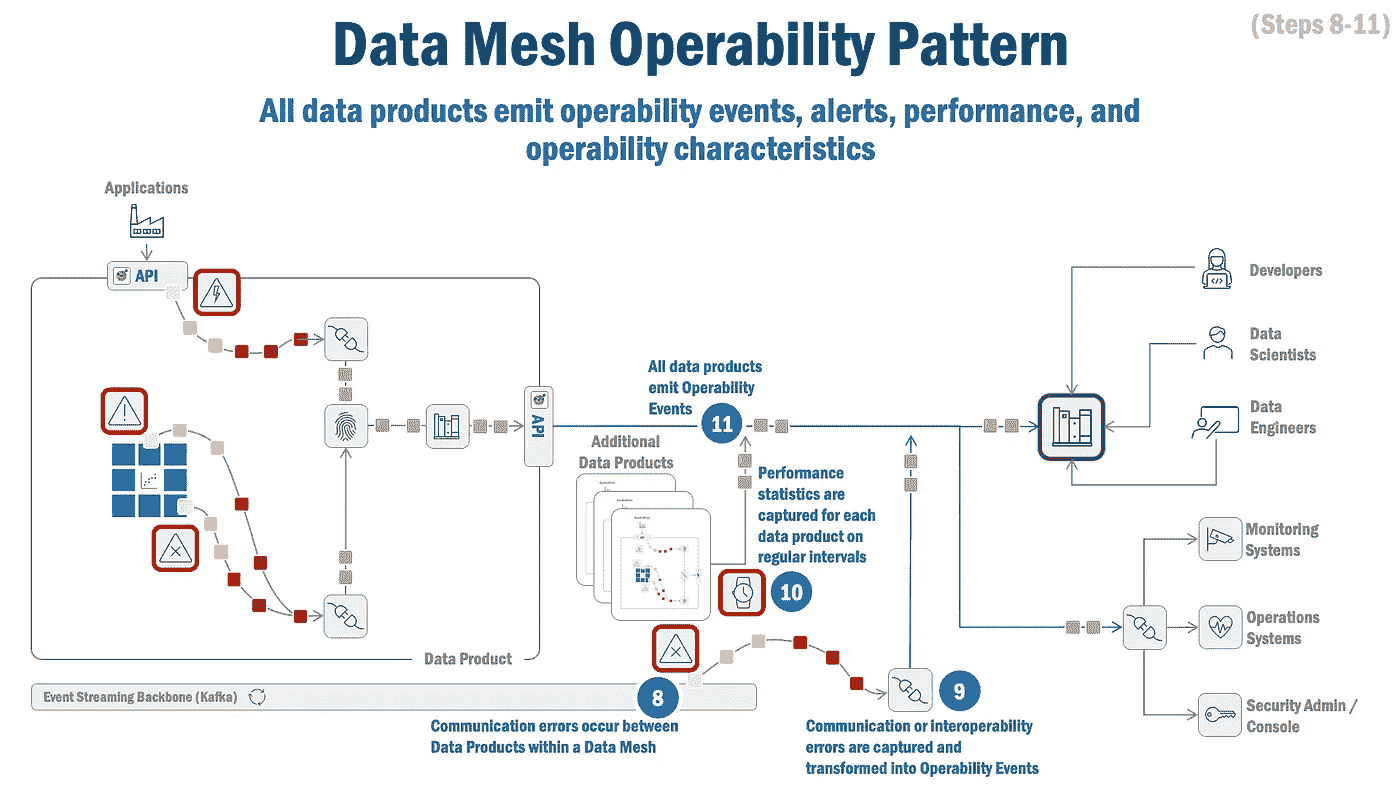 (Steps 8-11)
Data Mesh Operability Pattern
All data products emit operability events, alerts, performance, and
operability characteristics
Applications
API
API
Data Product
Event Streaming Backbone (Kafka)
8
Communication errors occur between
Data Products within a Data Mesh
All data products
emit Operability
Events
11
Additional
Data Products
Performance
statistics are
captured for each
data product on
regular intervals
10
9
Communication or interoperability
errors are captured and
transformed into Operability Events
Developers
Data
Scientists
Data
Engineers
Monitoring
Systems
Operations
Systems
Security Admin /
Console